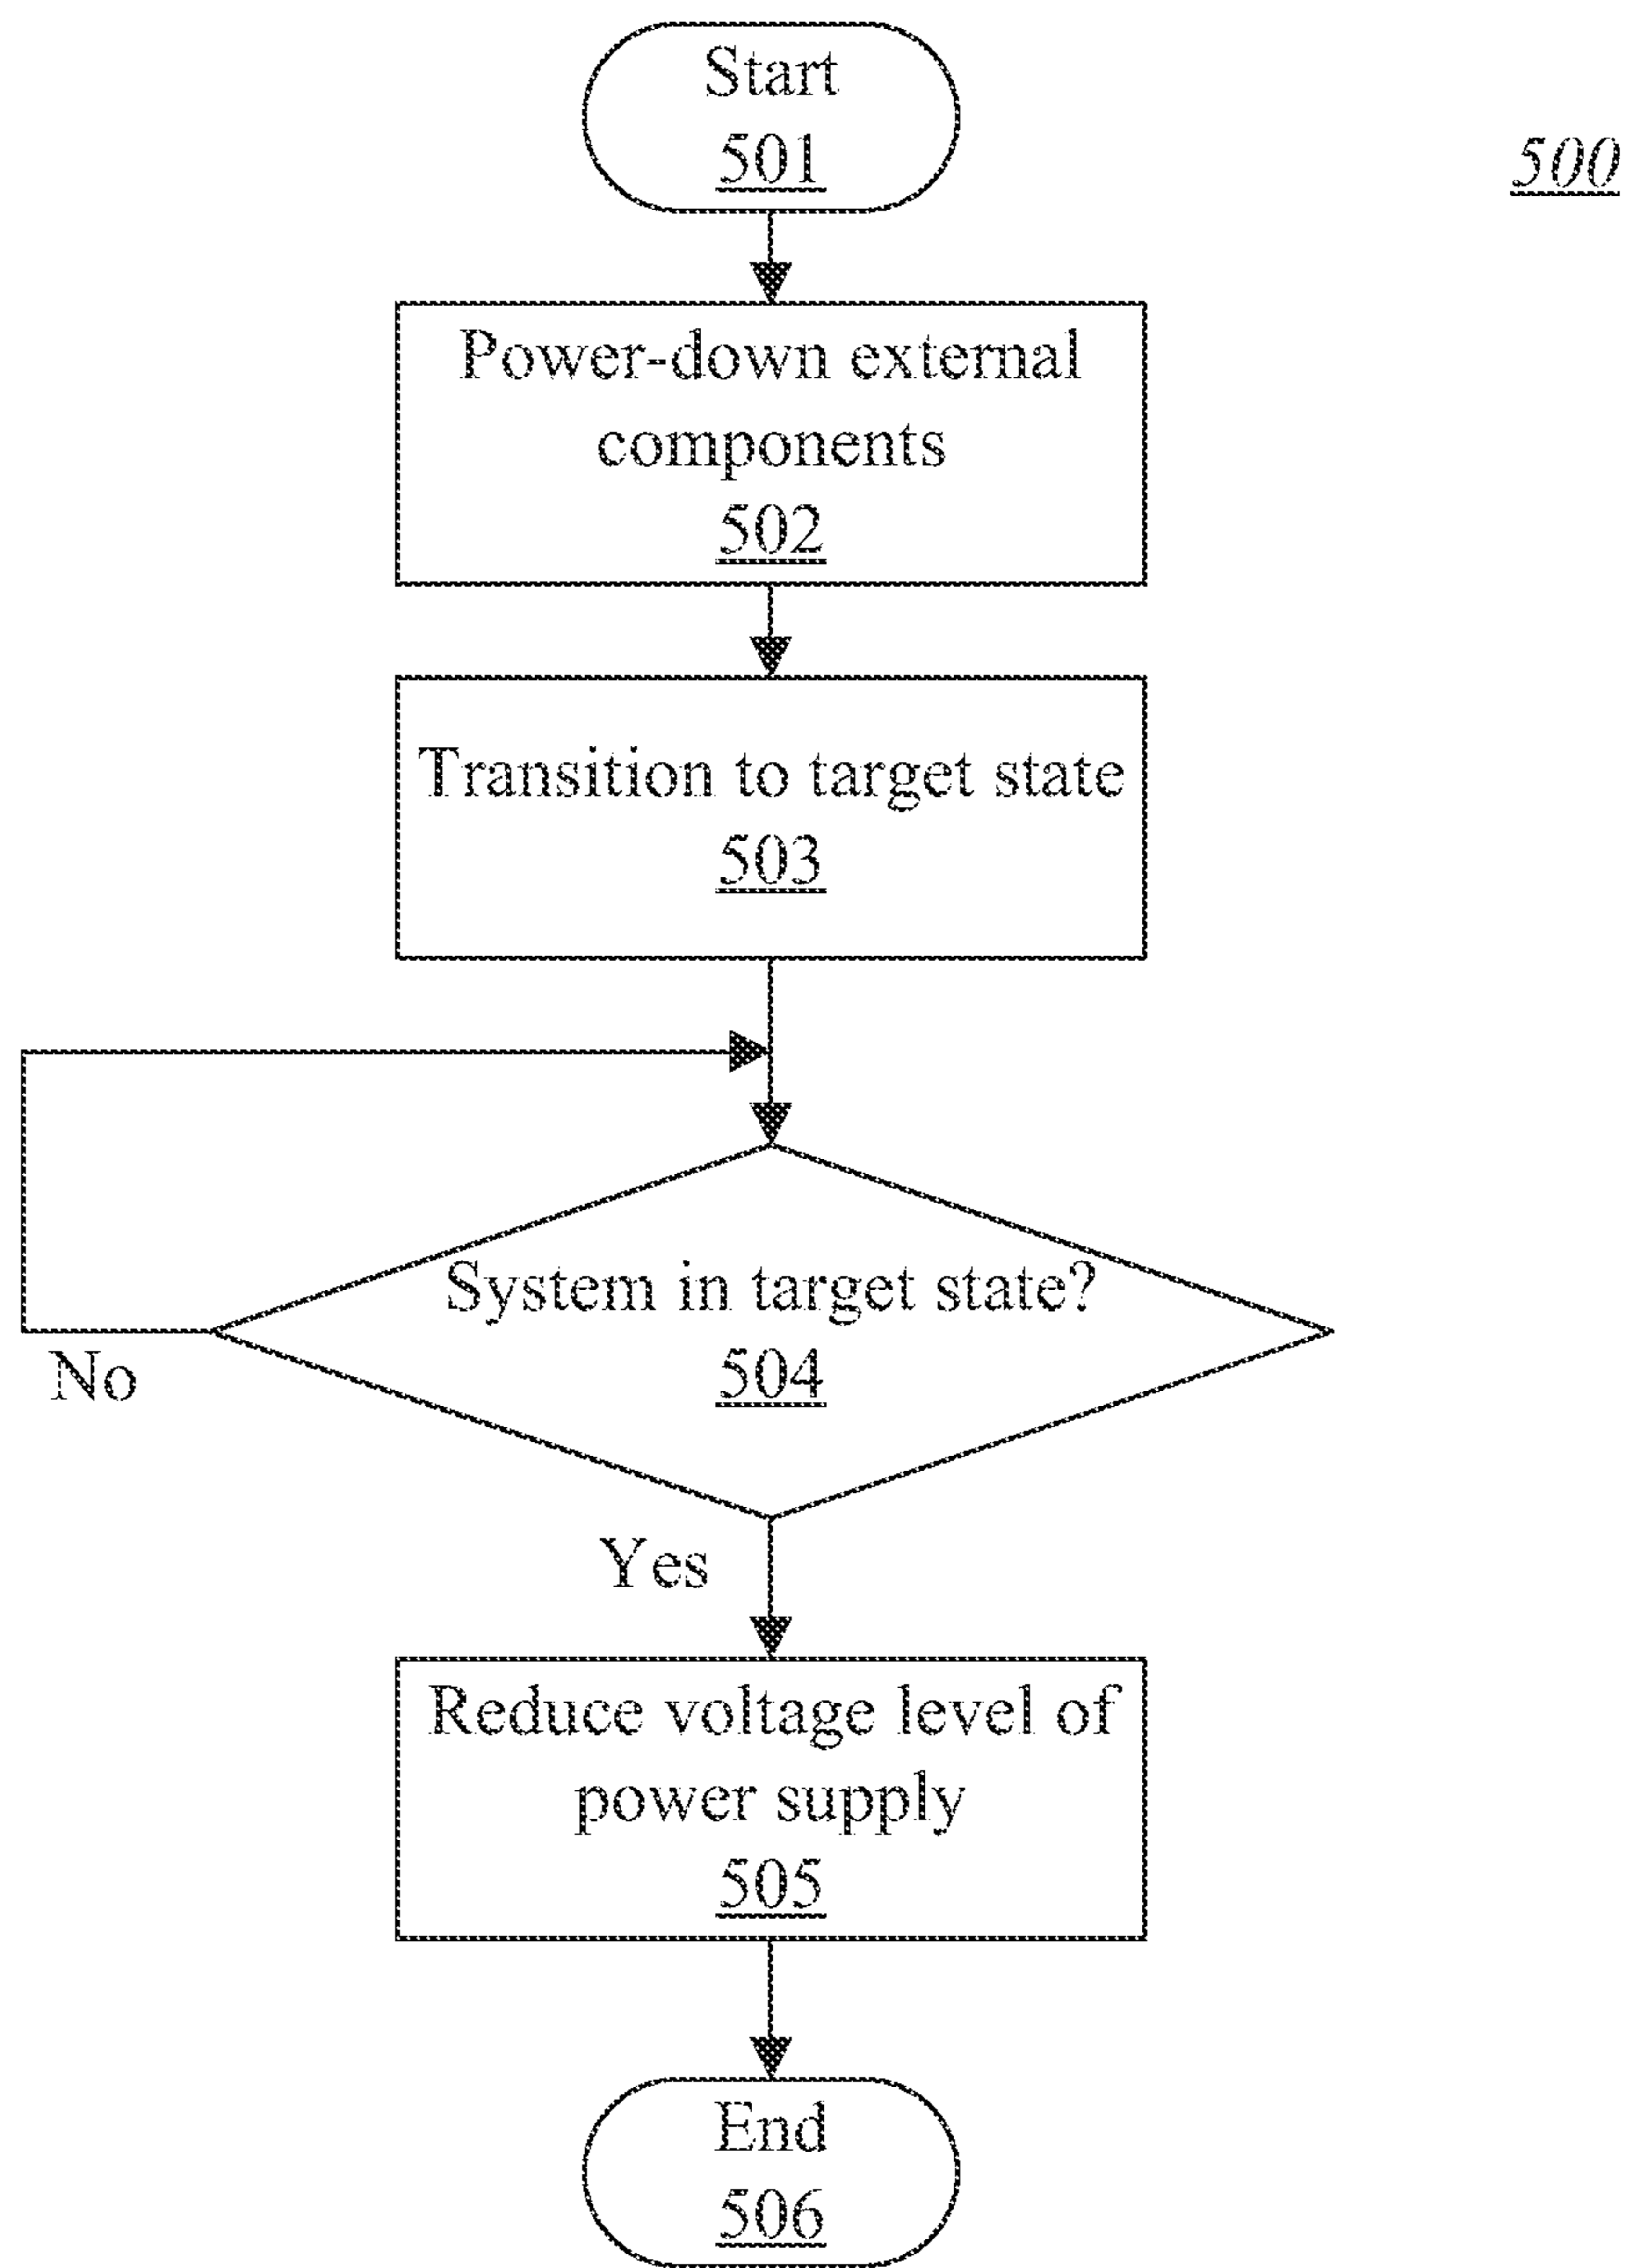 Start
501
500
Power-down external
components
502
Transition to target state
503
System in target state?
504
No
Yes
Reduce voltage level of
power supply
505
End
506